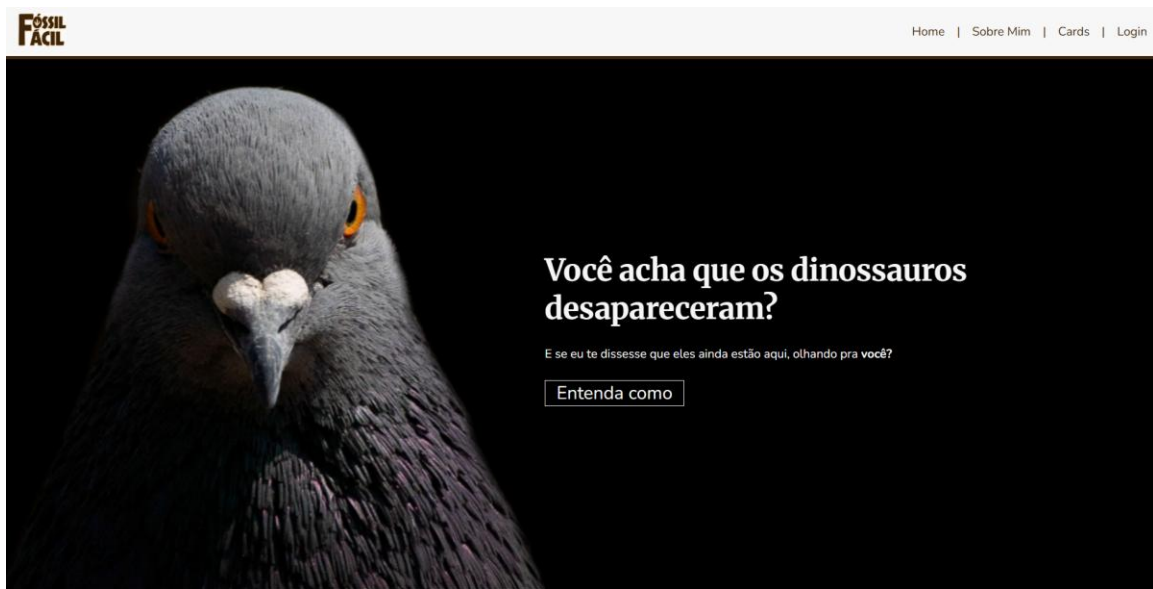 FÓSSIL
FÁCIL
Home | Sobre Mim | Cards | Login
Você acha que os dinossauros
desapareceram?
E se eu te dissesse que eles ainda estão aqui, olhando pra você?
Entenda como